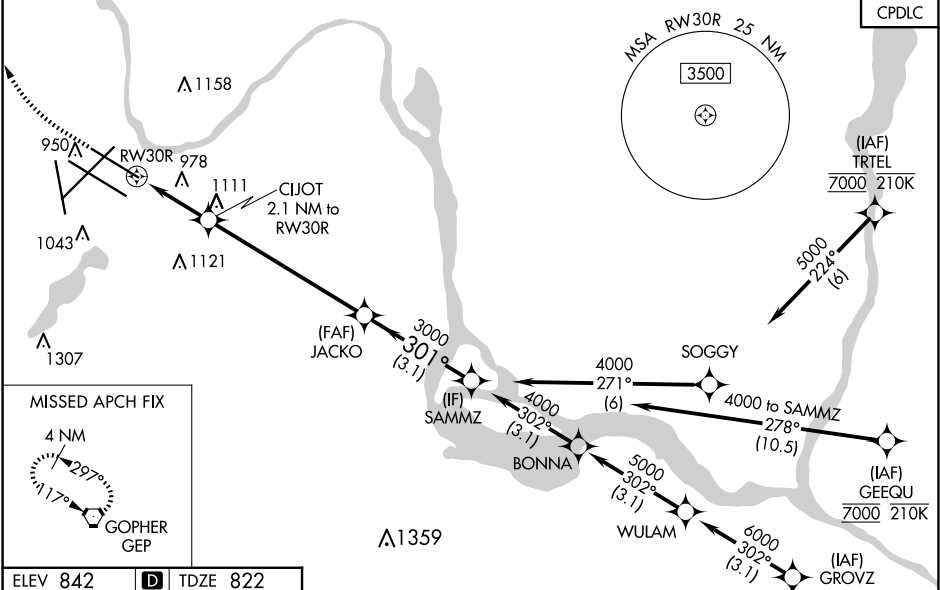 CPDLC
MSA RW30R 25 NM
3500
1158
(IAF)
TRTEL
7000 210K
950
RW30R
978
1111
CIJOT
2.1 NM to
RW30R
1043
1121
5000
224°
(6)
1307
(FAF)
JACKO
3000
301°
(3.1)
SOGGY
4000
271°
(6)
(IF)
SAMMZ
4000
302°
(3.1)
4000 to SAMMZ
278°
(10.5)
BONNA
(IAF)
GEEQU
7000 210K
5000
302°
(3.1)
WULAM
6000
302°
(3.1)
(IAF)
GROVZ
1359
MISSED APCH FIX
4 NM
297°
117°
GOPHER
GEP
ELEV 842 D TDZE 822